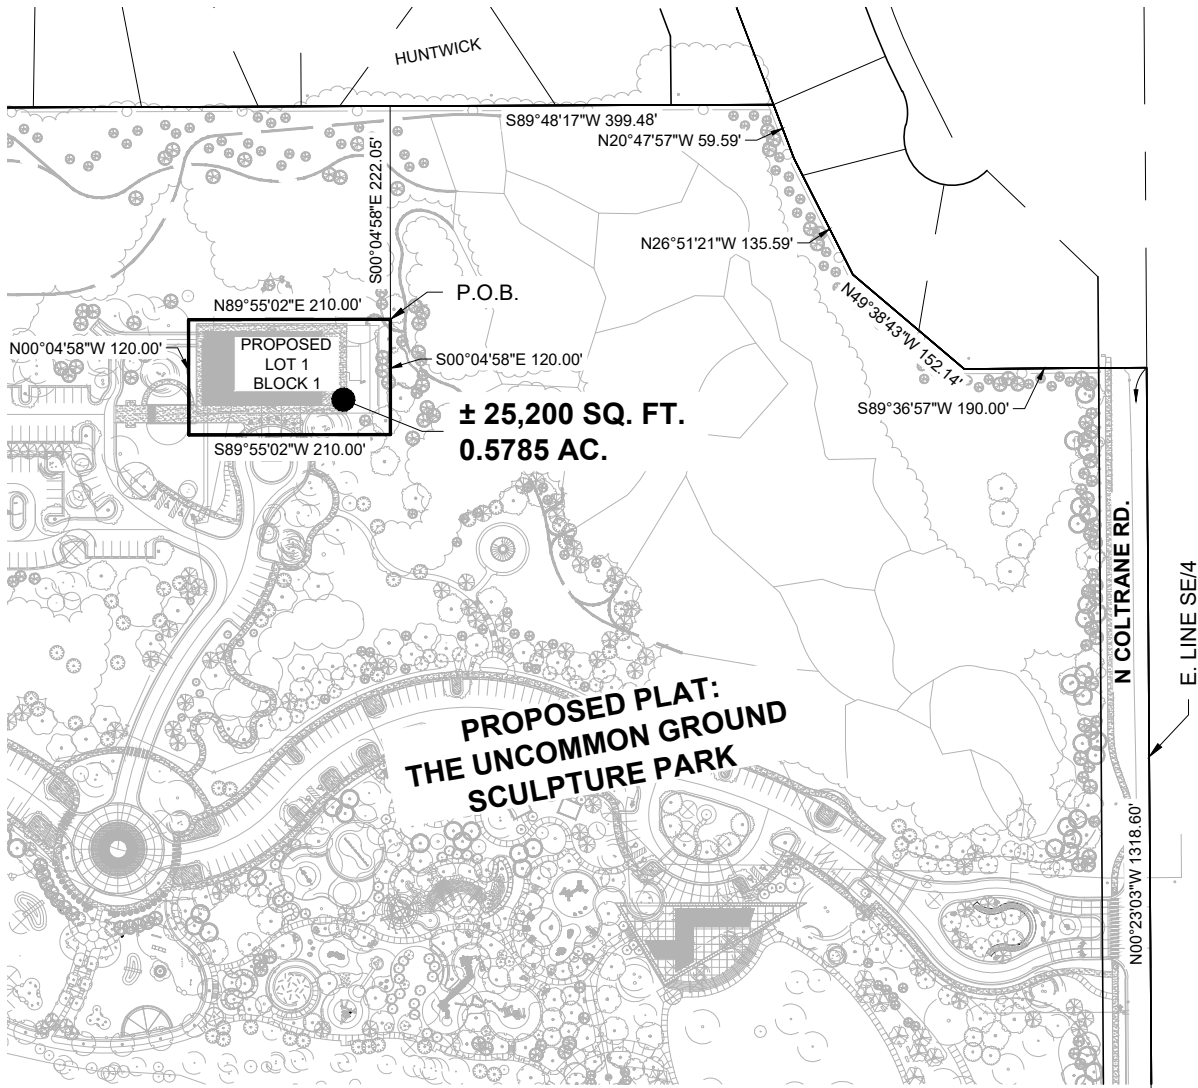 HUNTWICK
S89°48'17"W 399.48'
N20°47'57"W 59.59'
S00°04'58"E 222.05'
N26°51'21"W 135.59'
N89°55'02"E 210.00'
P.O.B.
N49°38'43"W 152.14'
N00°04'58"W 120.00'
PROPOSED
LOT 1
BLOCK 1
S00°04'58"E 120.00'
S89°36'57"W 190.00'
± 25,200 SQ. FT.
0.5785 AC.
S89°55'02"W 210.00'
N COLTRANE RD.
E. LINE SE/4
PROPOSED PLAT:
THE UNCOMMON GROUND
SCULPTURE PARK
N00°23'03"W 1318.60'